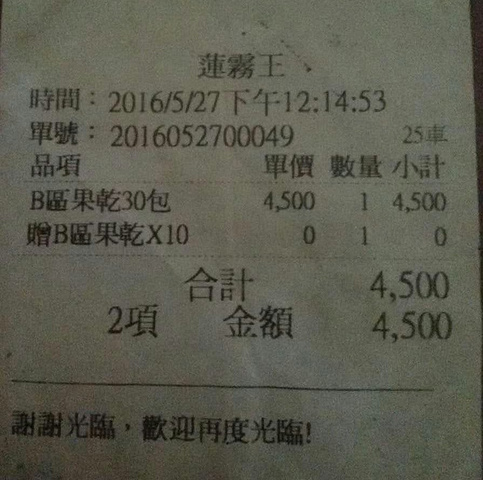 蓮霧王
時間：2016/5/27下午12:14:53
單號：2016052700049 25車
品項 單價 數量 小計
B區果乾30包 4,500 1 4,500
贈B區果乾X10 0 1 0
合計 4,500
2項 金額 4,500
謝謝光臨，歡迎再度光臨!